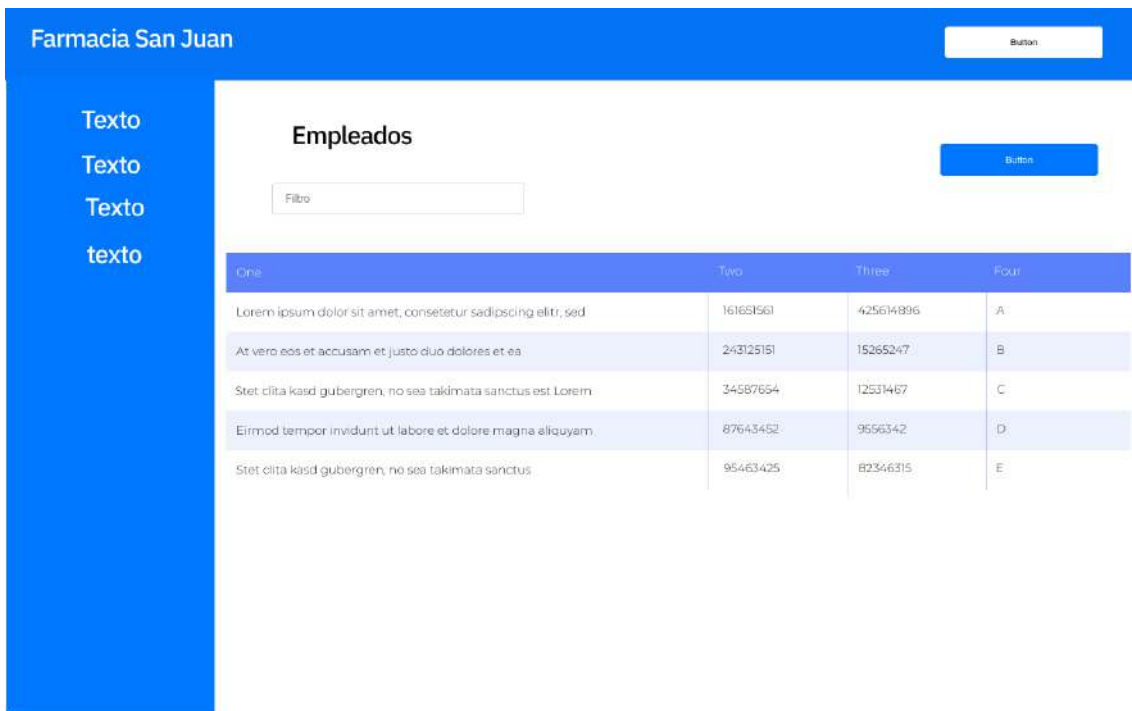 Farmacia San Juan
Button
Texto
Texto
Texto
texto
Empleados
Button
Filtro
One Two Three Four
Lorem ipsum dolor sit amet, consetetur sadipscing elitr, sed 161651561 425614896 A
At vero eos et accusam et justo duo dolores et ea 243125151 15265247 B
Stet clita kasd gubergren, no sea takimata sanctus est Lorem 34587654 12531467 C
Eirmod tempor invidunt ut labore et dolore magna aliquyam 87643452 9556342 D
Stet clita kasd gubergren, no sea takimata sanctus 95463425 82346315 E